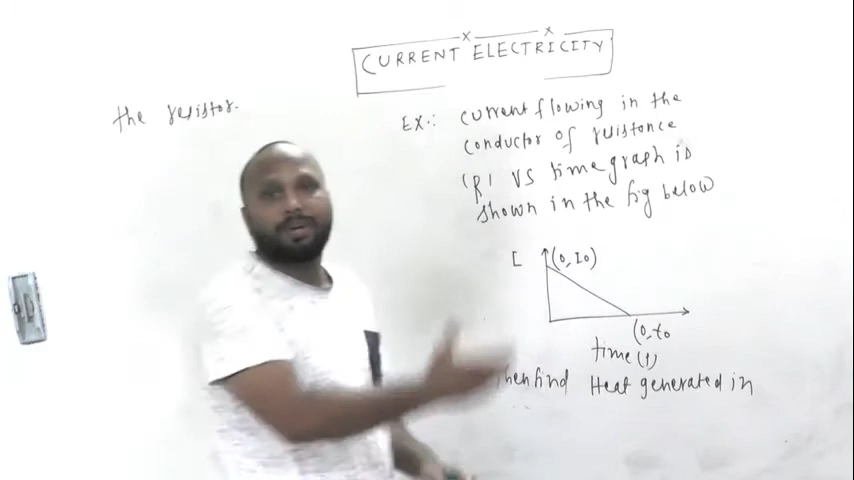 CURRENT ELECTRICITY
the resistor.
Ex.: current flowing in the
conductor of resistance
'R' vs time graph is
shown in the fig below
I (0, I0)
(0, t0
time (t)
find Heat generated in